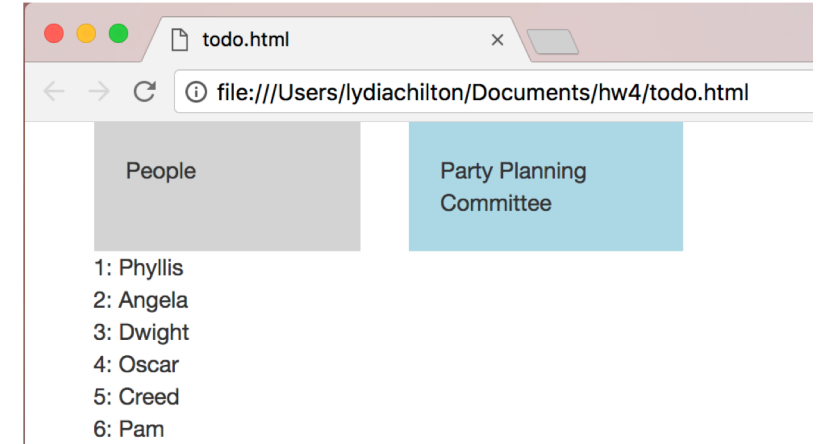 todo.html
file:///Users/lydiachilton/Documents/hw4/todo.html
People
Party Planning
Committee
1: Phyllis
2: Angela
3: Dwight
4: Oscar
5: Creed
6: Pam